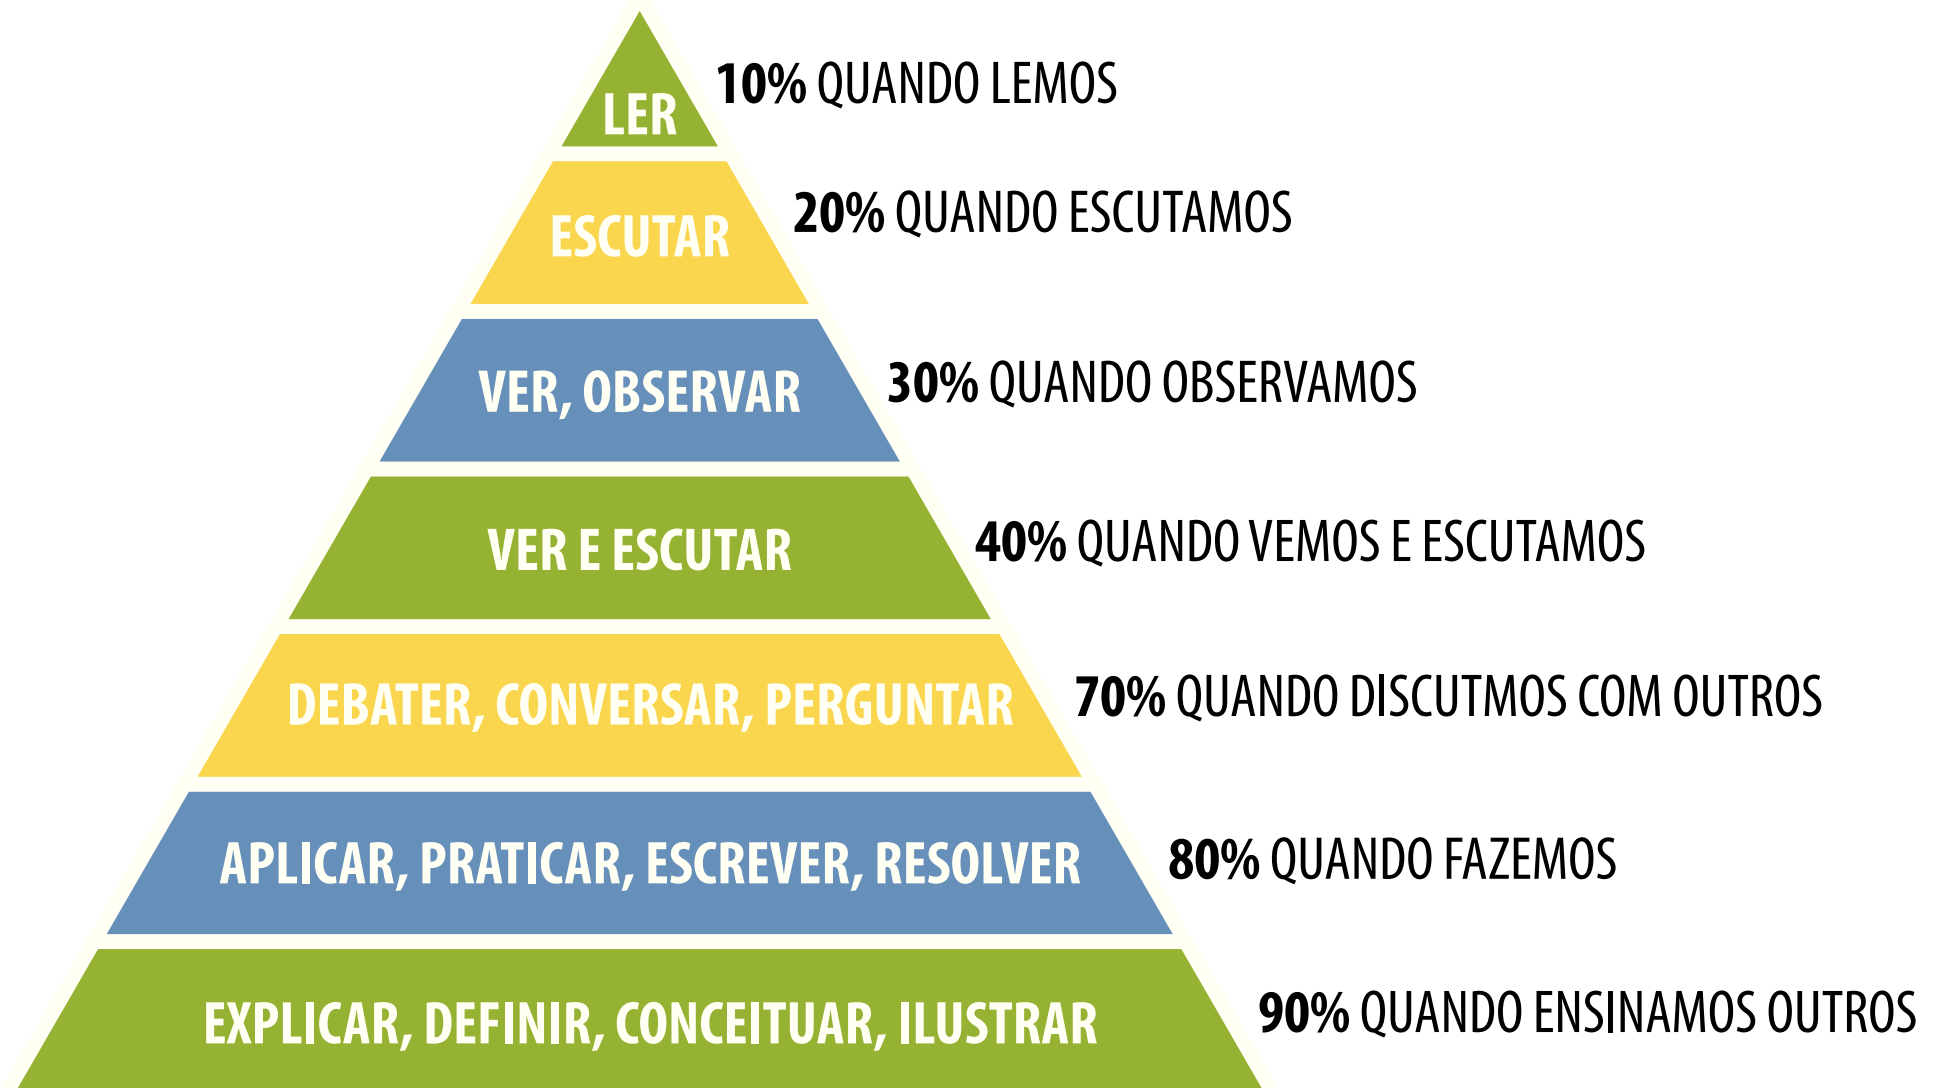 LER
10% QUANDO LEMOS
ESCUTAR
20% QUANDO ESCUTAMOS
VER, OBSERVAR
30% QUANDO OBSERVAMOS
VER E ESCUTAR
40% QUANDO VEMOS E ESCUTAMOS
DEBATER, CONVERSAR, PERGUNTAR
70% QUANDO DISCUTMOS COM OUTROS
APLICAR, PRATICAR, ESCREVER, RESOLVER
80% QUANDO FAZEMOS
EXPLICAR, DEFINIR, CONCEITUAR, ILUSTRAR
90% QUANDO ENSINAMOS OUTROS